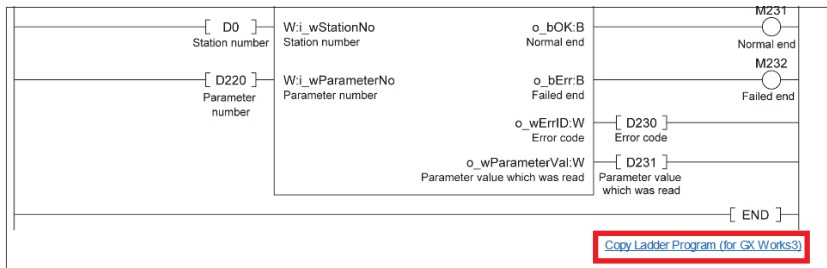 M231
D0 W:i_wStationNo o_bOK:B
Station number Station number Normal end Normal end
M232
D220 W:i_wParameterNo o_bErr:B
Parameter number Parameter number Failed end Failed end
o_wErrID:W D230
Error code Error code
o_wParameterVal:W D231
Parameter value which was read Parameter value which was read
END
Copy Ladder Program (for GX Works3)